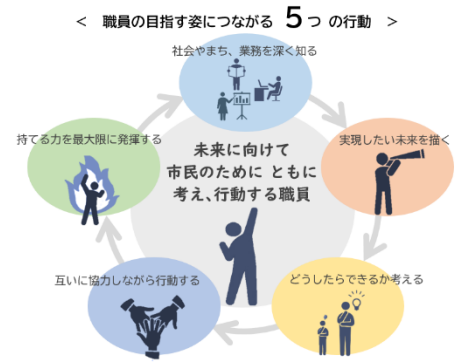 ＜ 職員の目指す姿につながる 5つ の行動 ＞
社会やまち、業務を深く知る
持てる力を最大限に発揮する
実現したい未来を描く
未来に向けて
市民のために ともに
考え、行動する職員
互いに協力しながら行動する
どうしたらできるか考える